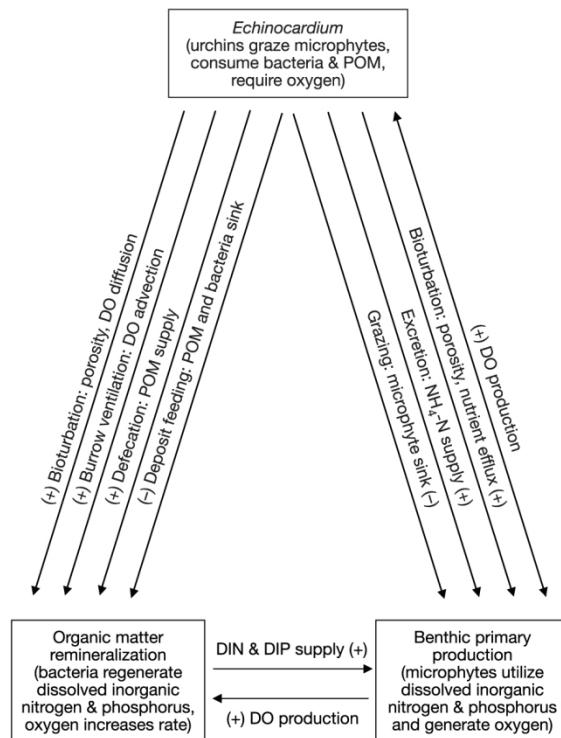 Echinocardium
(urchins graze microphytes,
consume bacteria & POM,
require oxygen)
(+) Bioturbation: porosity, DO diffusion
(+) Burrow ventilation: DO advection
(+) Defecation: POM supply
(–) Deposit feeding: POM and bacteria sink
Grazing: microphyte sink (–)
Excretion: NH4-N supply (+)
Bioturbation: porosity, nutrient efflux (+)
(+) DO production
Organic matter
remineralization
(bacteria regenerate
dissolved inorganic
nitrogen & phosphorus,
oxygen increases rate)
DIN & DIP supply (+)
(+) DO production
Benthic primary
production
(microphytes utilize
dissolved inorganic
nitrogen & phosphorus
and generate oxygen)